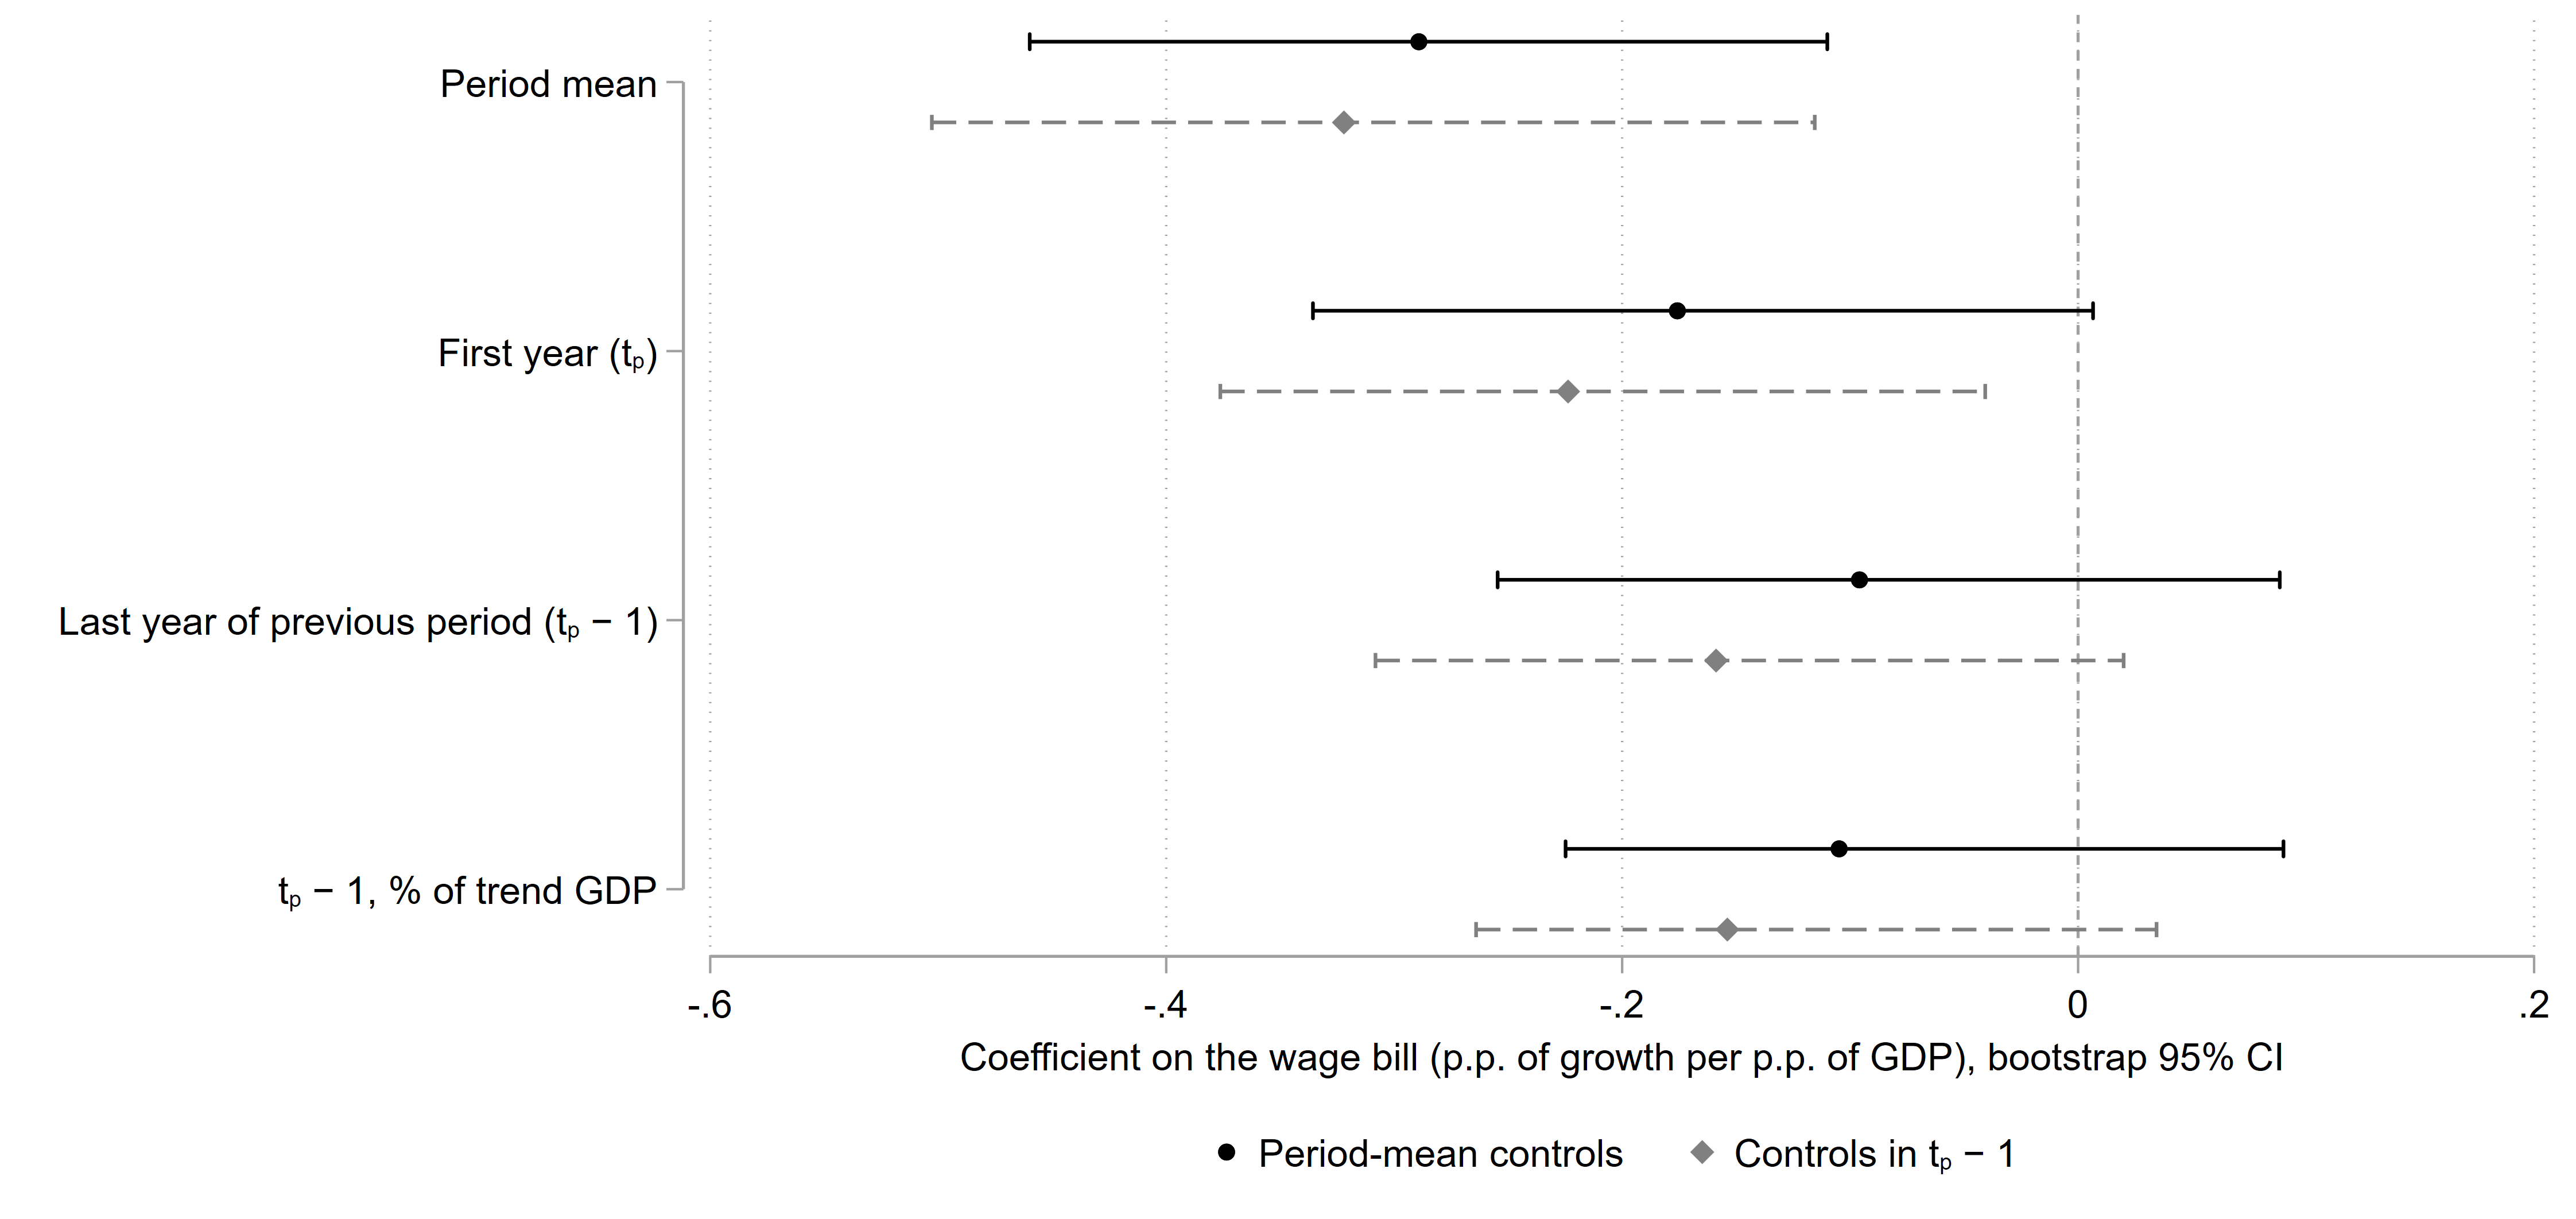 Period mean
First year (tₚ)
Last year of previous period (tₚ − 1)
tₚ − 1, % of trend GDP
-.6 -.4 -.2 0 .2
Coefficient on the wage bill (p.p. of growth per p.p. of GDP), bootstrap 95% CI
Period-mean controls Controls in tₚ − 1